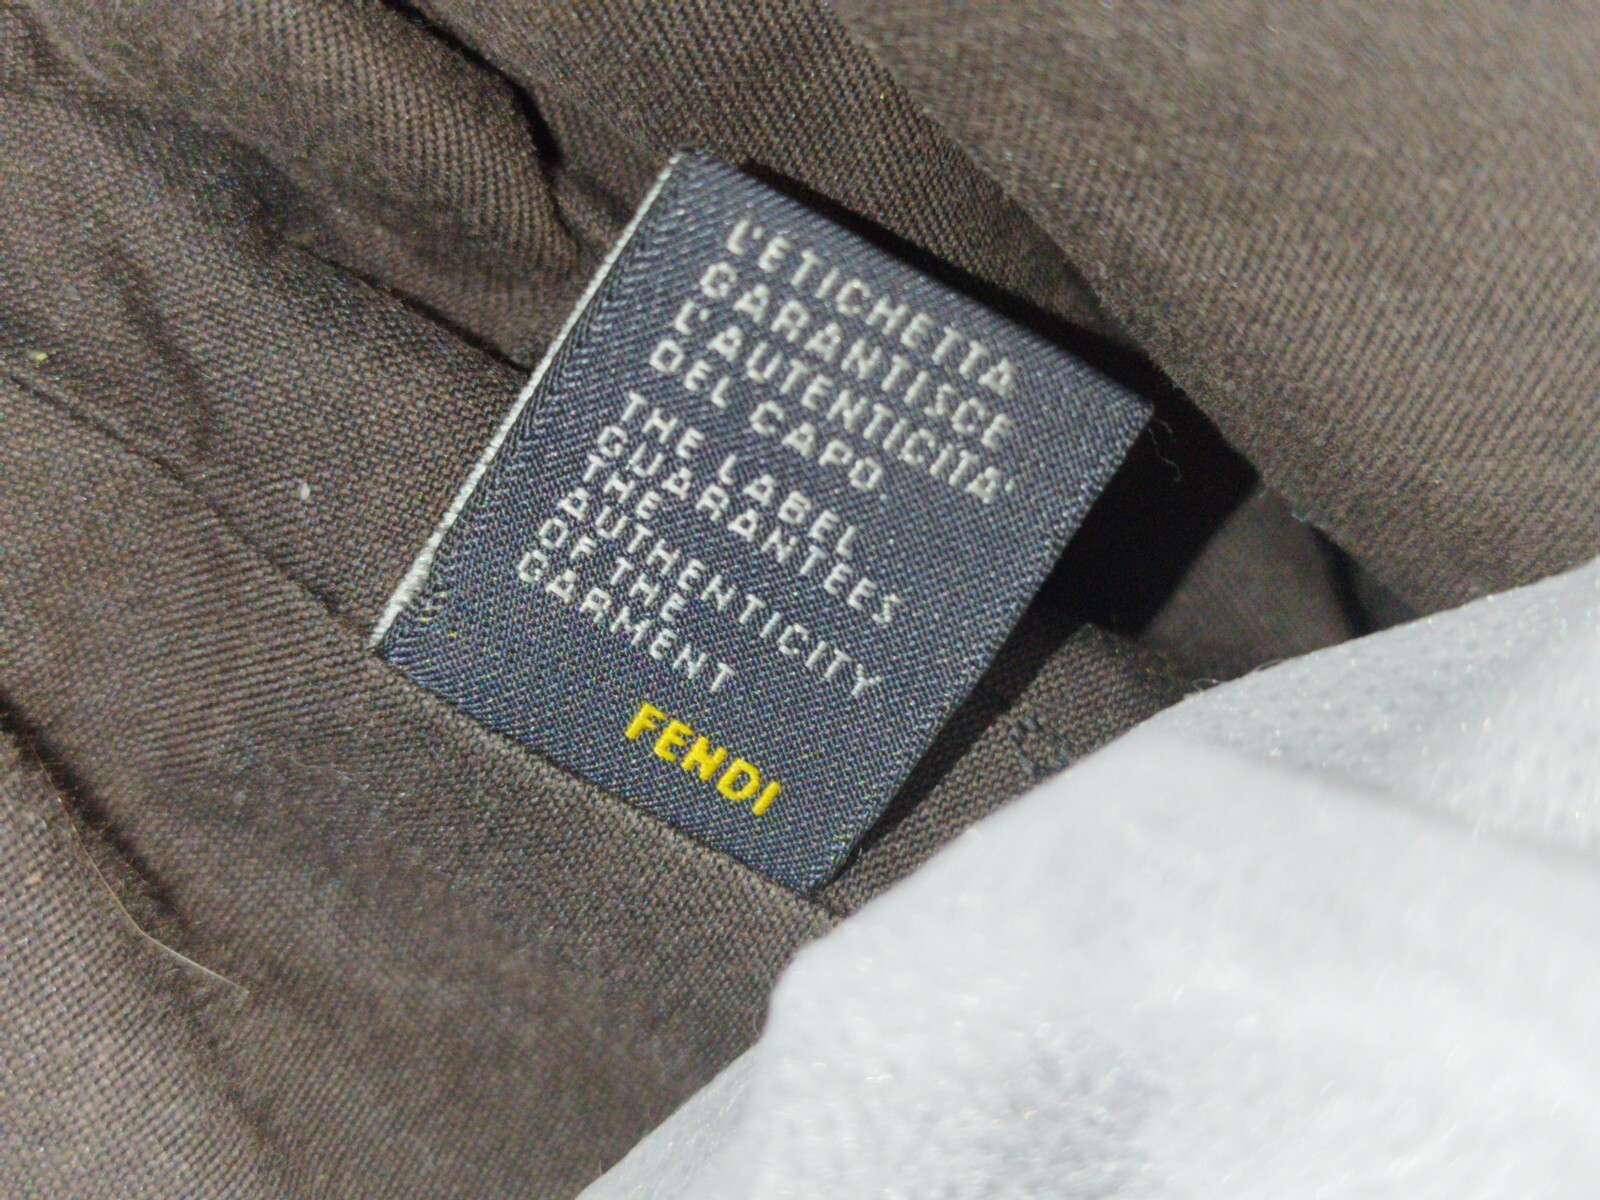 L'ETICHETTA
GARANTISCE
L'AUTENTICITA'
DEL CAPO.
THE LABEL
GUARANTEES
THE
AUTHENTICITY
OF THE
GARMENT
FENDI